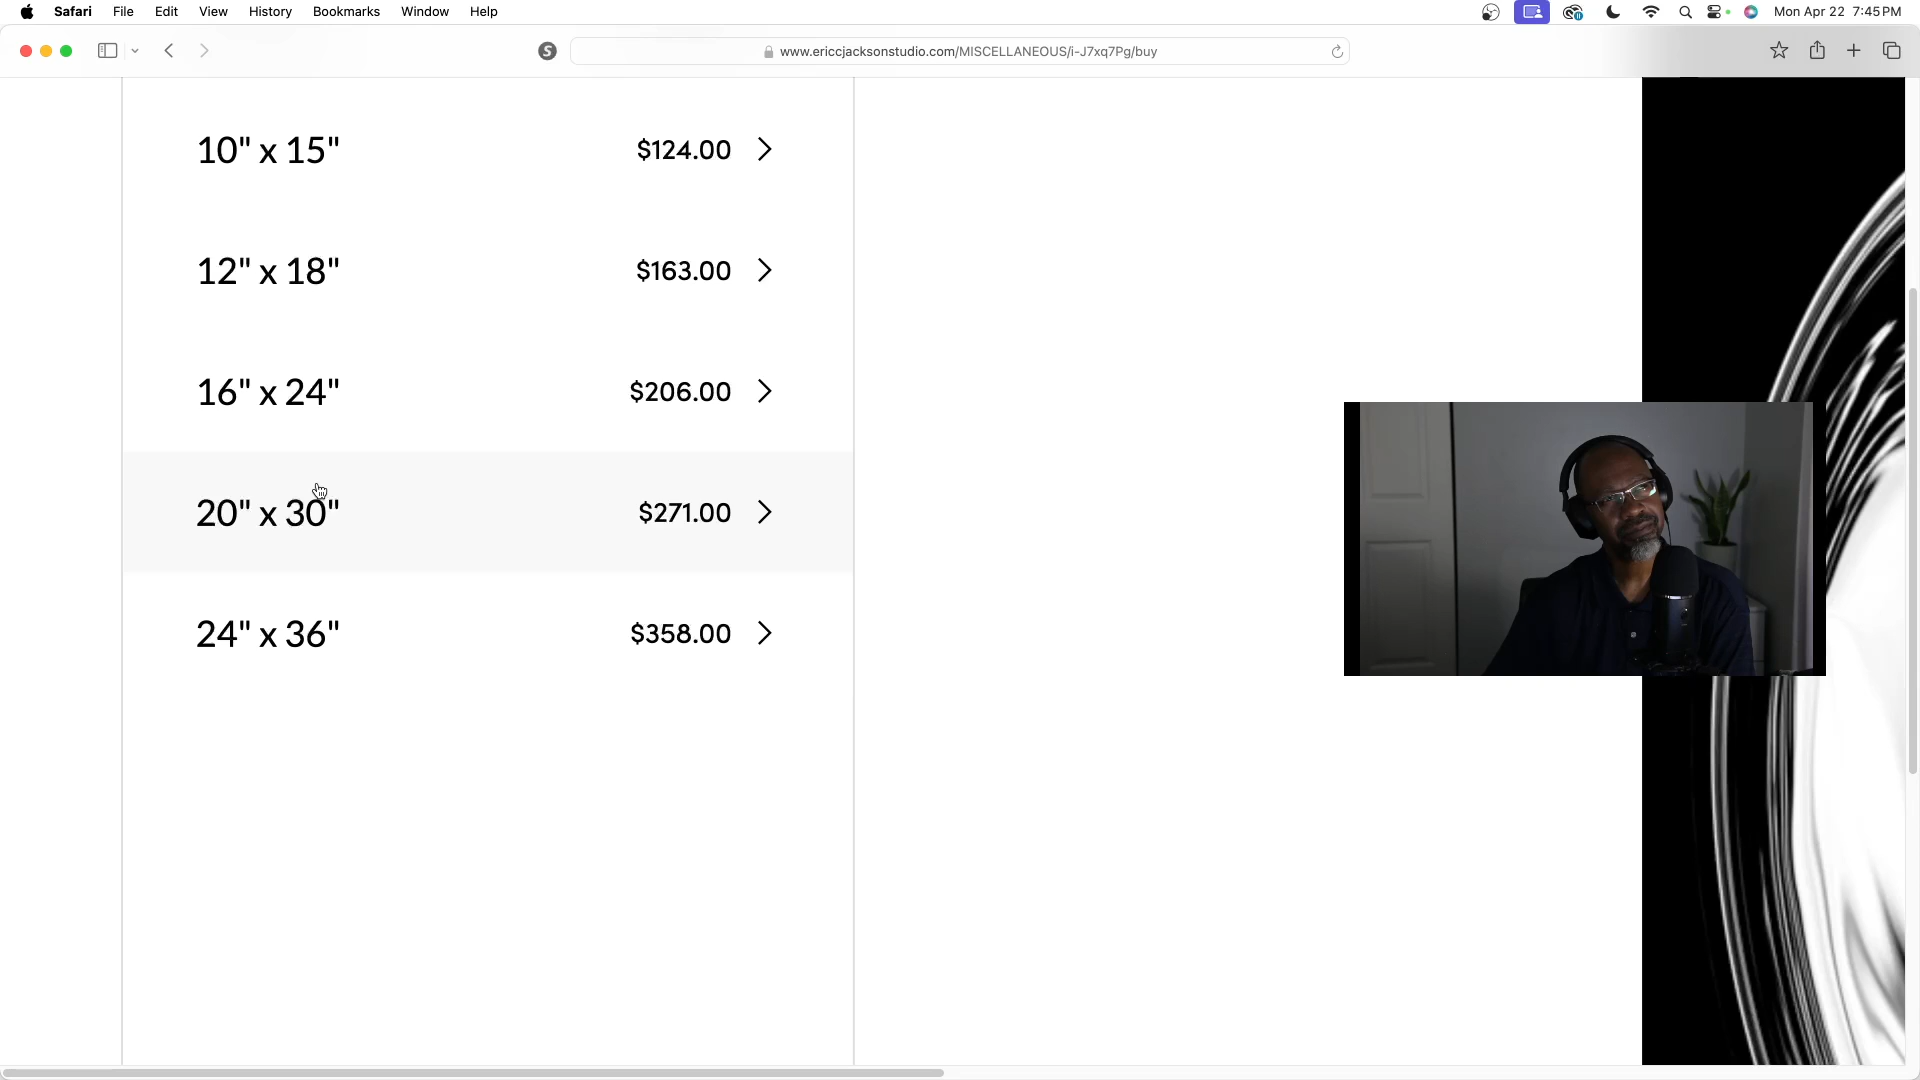 Safari File Edit View History Bookmarks Window Help Mon Apr 22 7:45 PM
www.ericcjacksonstudio.com/MISCELLANEOUS/i-J7xq7Pg/buy
10" x 15" $124.00
12" x 18" $163.00
16" x 24" $206.00
20" x 30" $271.00
24" x 36" $358.00